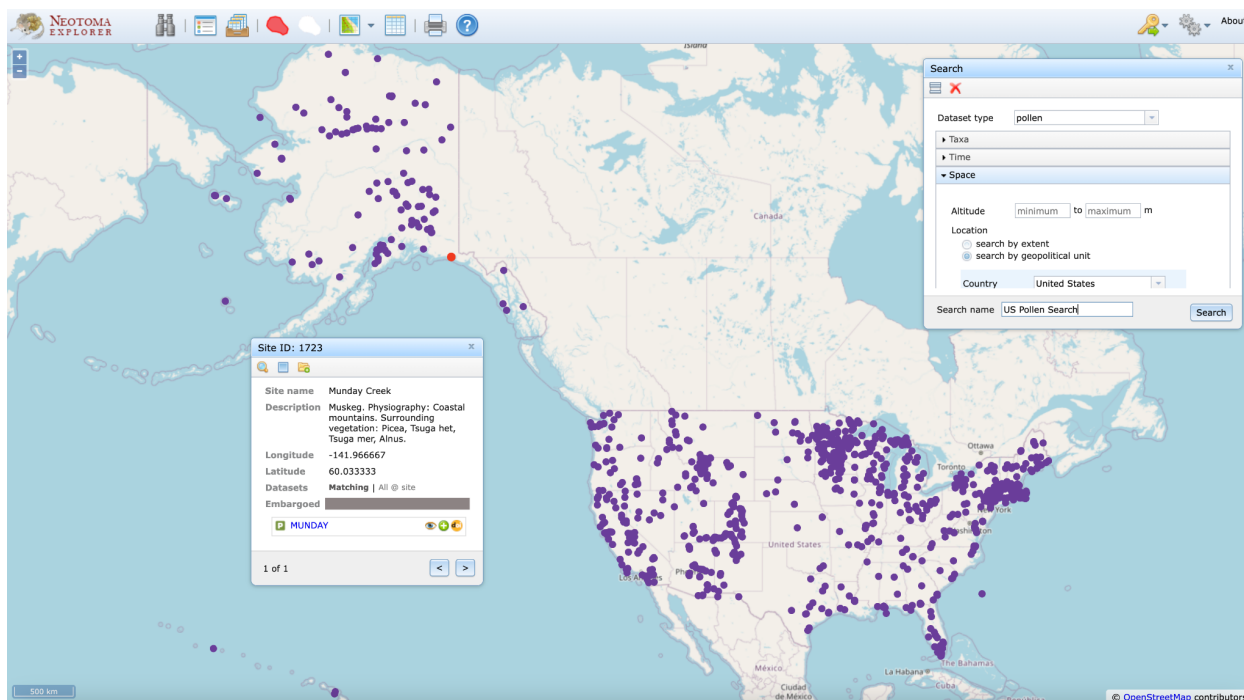 NEOTOMA
EXPLORER
About
Island
Canada
Ottawa
Toronto
New York
Washington
United States
Los Angeles
México
Ciudad
de México
La Habana
Cuba
The Bahamas
500 km
© OpenStreetMap contributors
Search
Dataset type pollen
Taxa
Time
Space
Altitude minimum to maximum m
Location
search by extent
search by geopolitical unit
Country United States
Search name US Pollen Search
Search
Site ID: 1723
Site name Munday Creek
Description Muskeg. Physiography: Coastal
mountains. Surrounding
vegetation: Picea, Tsuga het,
Tsuga mer, Alnus.
Longitude -141.966667
Latitude 60.033333
Datasets Matching | All @ site
Embargoed
P MUNDAY
1 of 1 < >